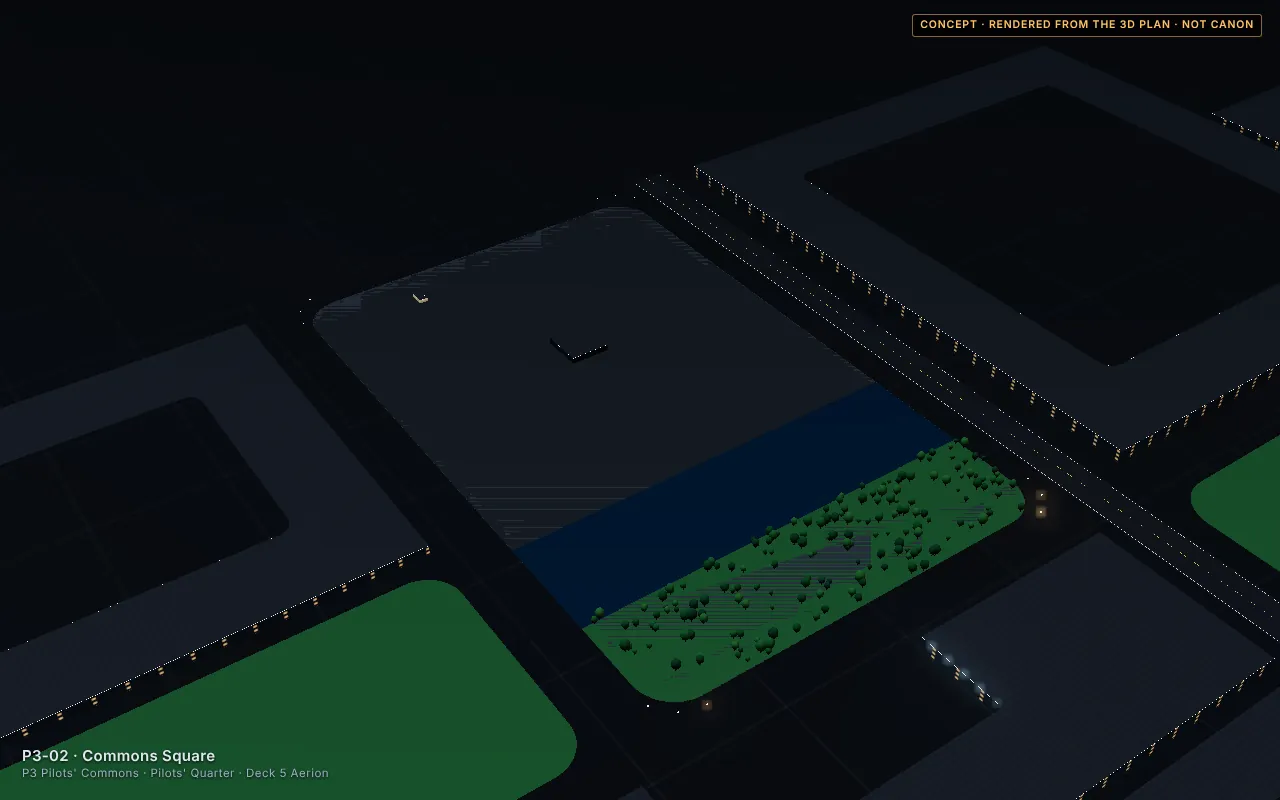 CONCEPT · RENDERED FROM THE 3D PLAN · NOT CANON
P3-02 · Commons Square
P3 Pilots' Commons · Pilots' Quarter · Deck 5 Aerion